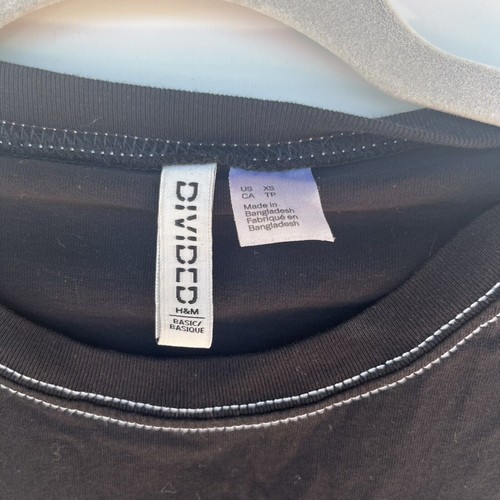 DIVIDED
H&M
BASIC/
BASIQUE
US XS
CA TP
Made in
Bangladesh
Fabriqué en
Bangladesh